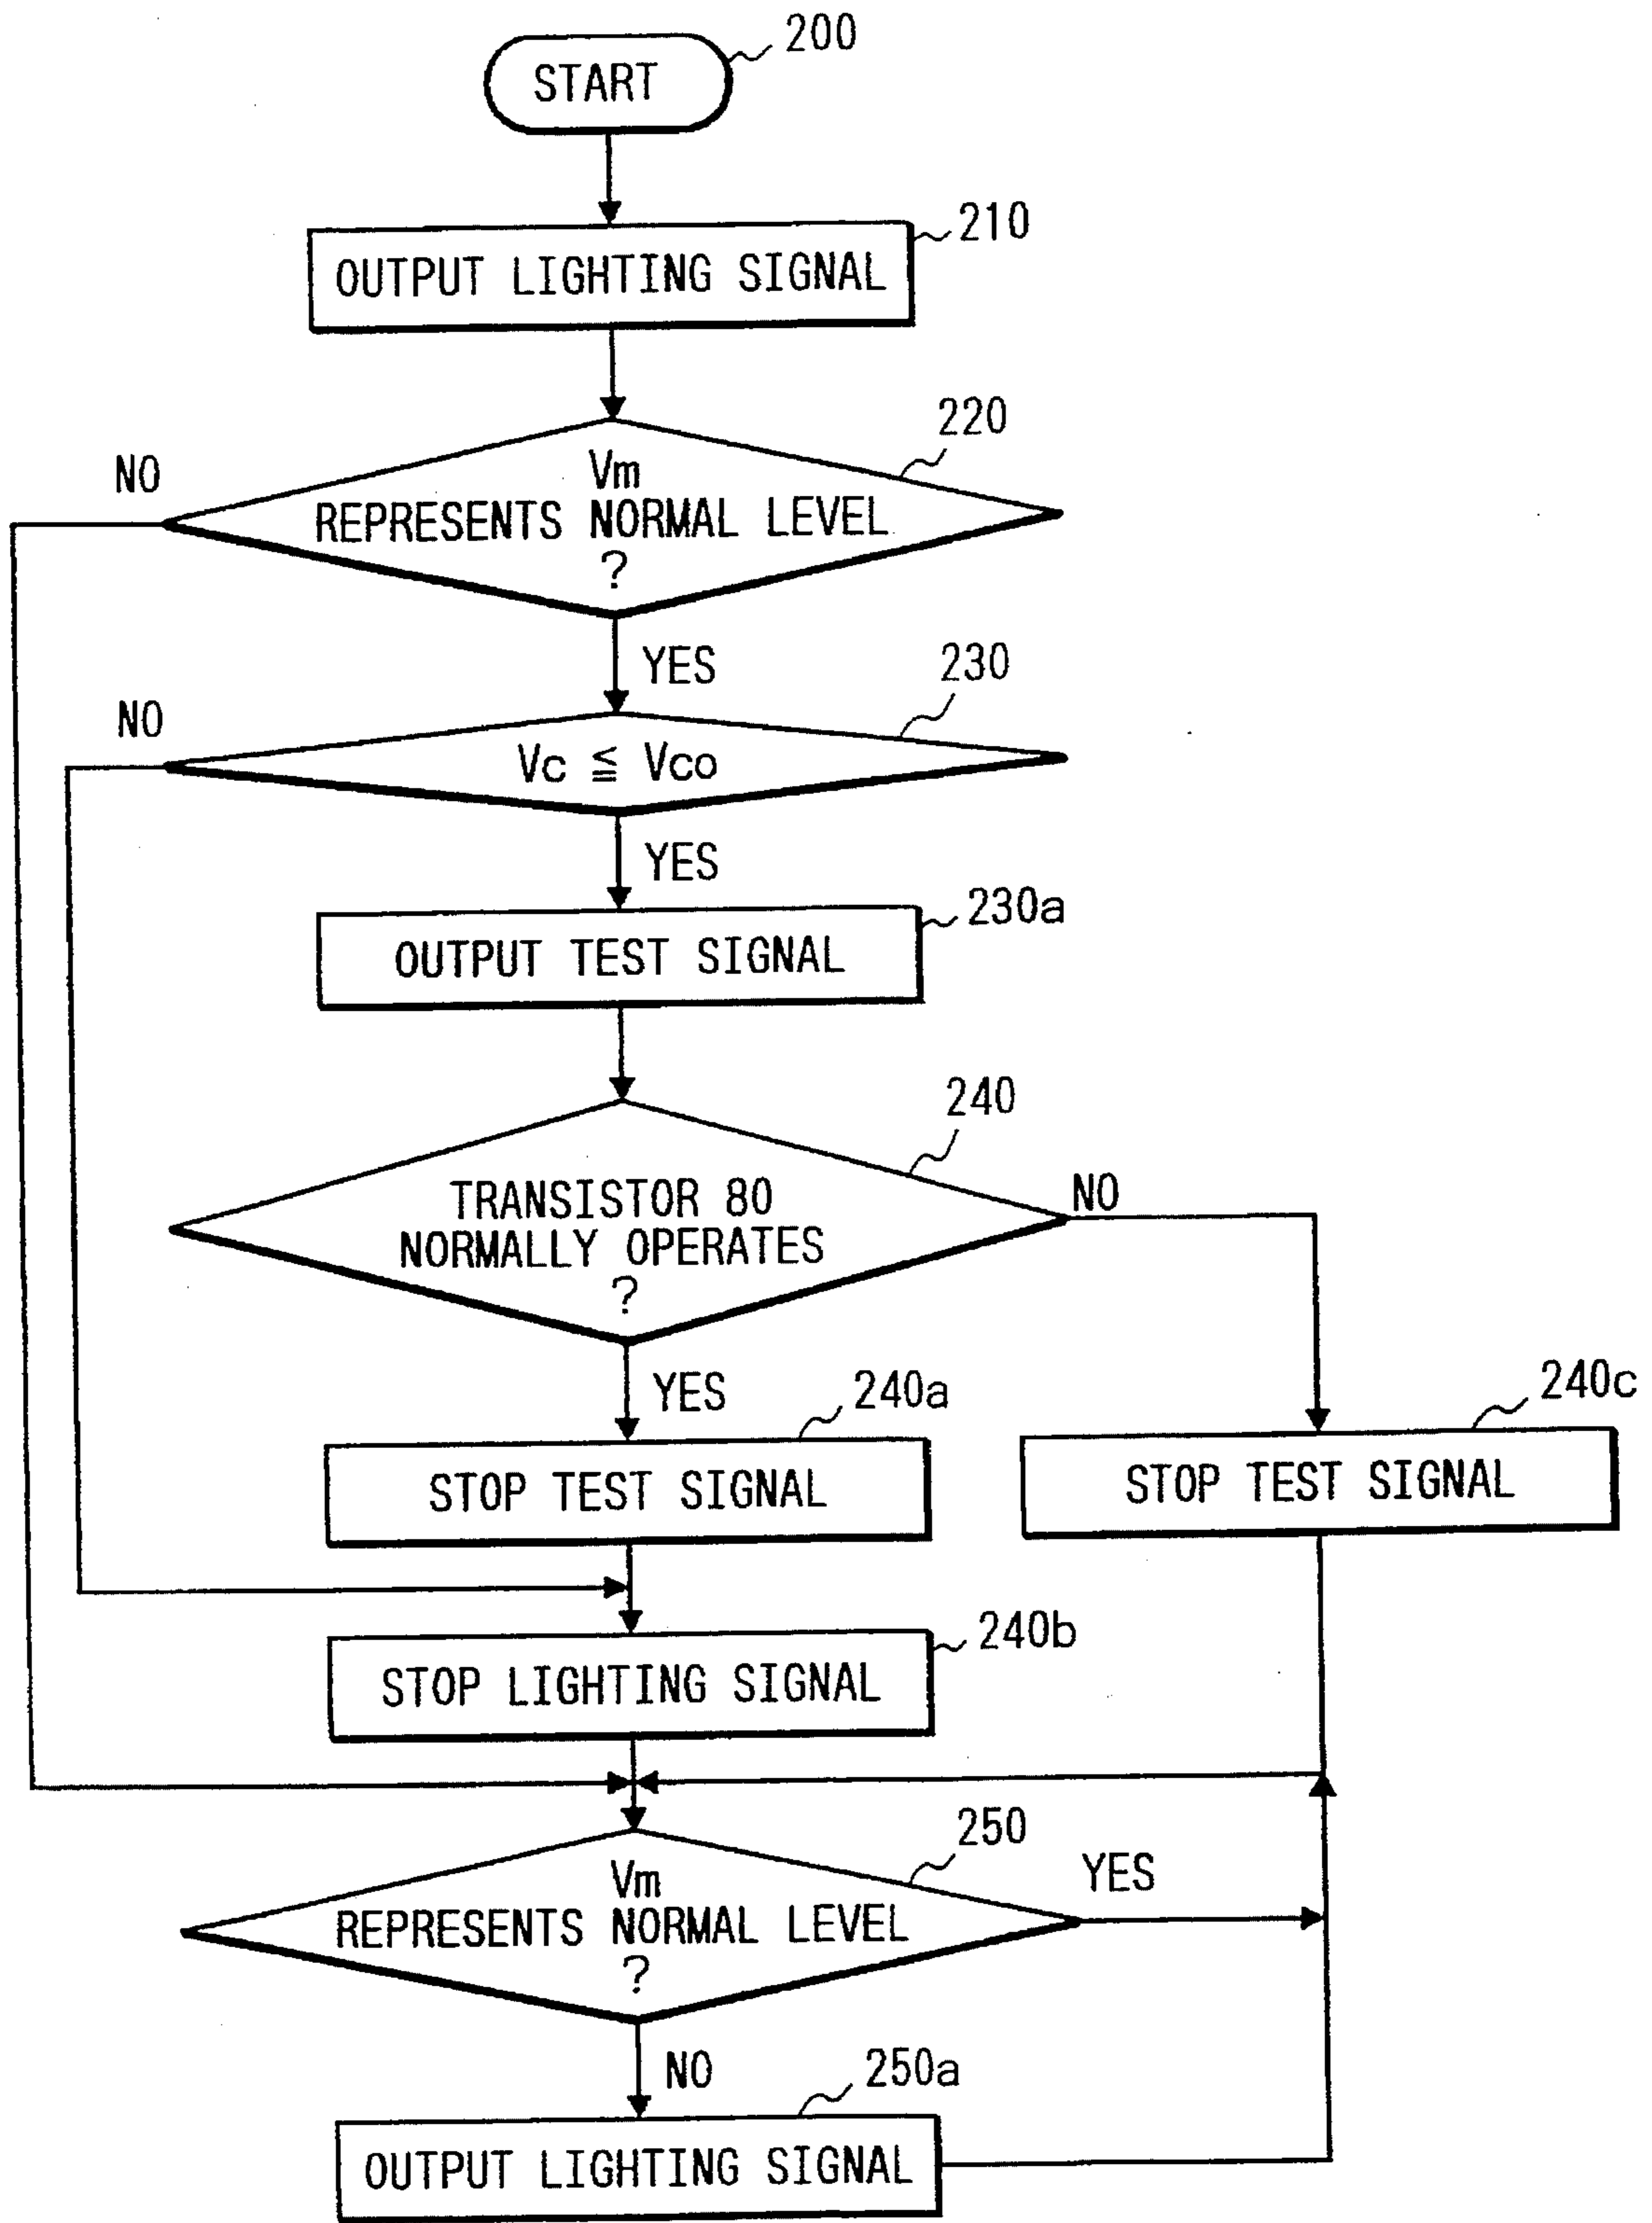 200
START
210
OUTPUT LIGHTING SIGNAL
220
NO
Vm
REPRESENTS NORMAL LEVEL
?
YES
230
NO
Vc ≦ Vco
YES
230a
OUTPUT TEST SIGNAL
240
NO
TRANSISTOR 80
NORMALLY OPERATES
?
YES
240a
240c
STOP TEST SIGNAL
STOP TEST SIGNAL
240b
STOP LIGHTING SIGNAL
250
YES
Vm
REPRESENTS NORMAL LEVEL
?
NO
250a
OUTPUT LIGHTING SIGNAL